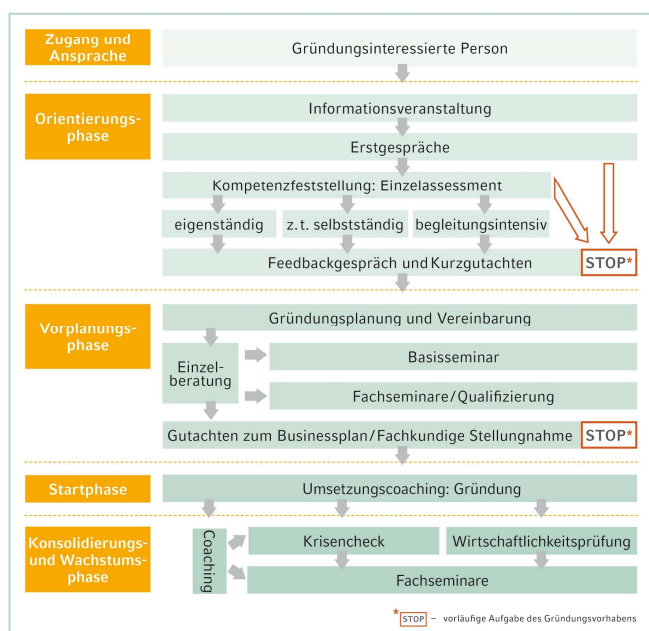 Zugang und
Ansprache
Gründungsinteressierte Person
Orientierungs-
phase
Informationsveranstaltung
Erstgespräche
Kompetenzfeststellung: Einzelassessment
eigenständig
z.t. selbstständig
begleitungsintensiv
Feedbackgespräch und Kurzgutachten
STOP*
Vorplanungs-
phase
Gründungsplanung und Vereinbarung
Einzel-
beratung
Basisseminar
Fachseminare/Qualifizierung
Gutachten zum Businessplan/Fachkundige Stellungnahme
STOP*
Startphase
Umsetzungscoaching: Gründung
Konsolidierungs-
und Wachstums-
phase
Coaching
Krisencheck
Wirtschaftlichkeitsprüfung
Fachseminare
* STOP – vorläufige Aufgabe des Gründungsvorhabens